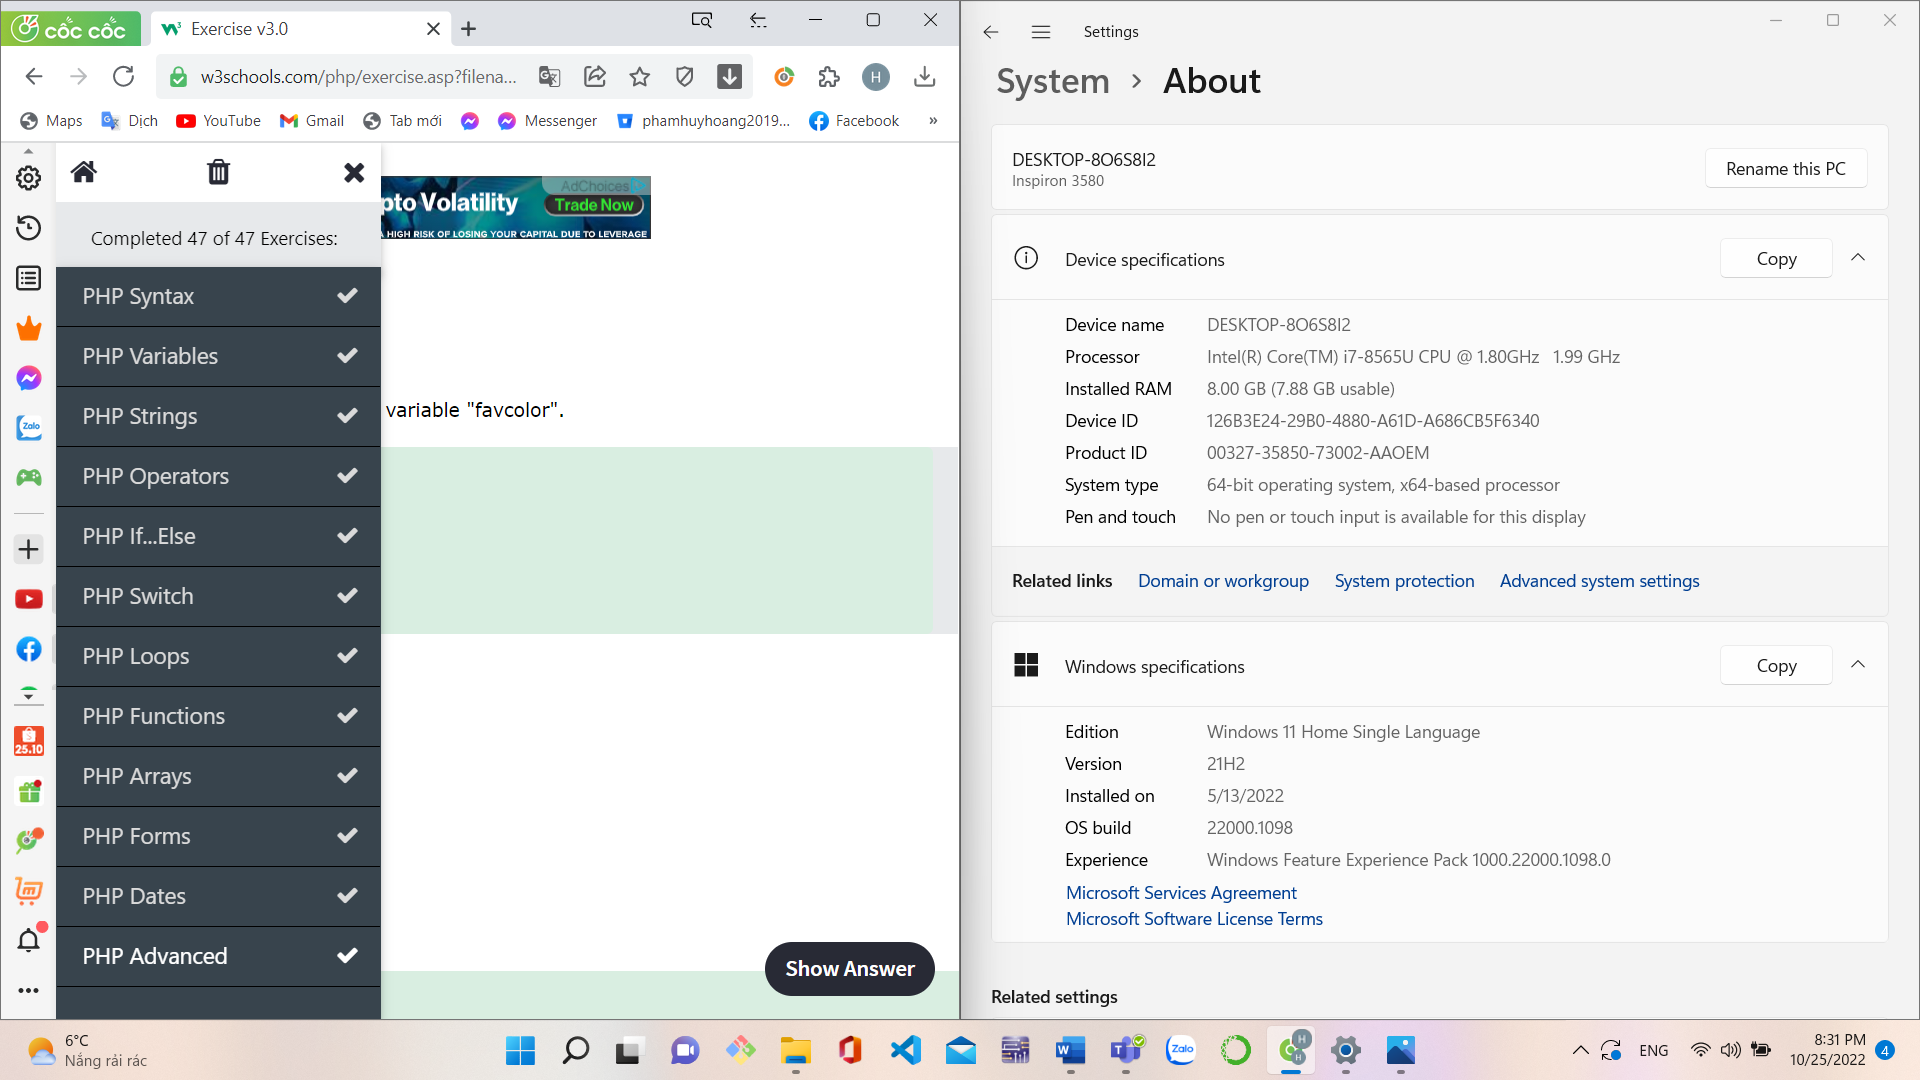 cốc cốc
Exercise v3.0
w3schools.com/php/exercise.asp?filena...
H
Maps
Dịch
YouTube
Gmail
Tab mới
Messenger
phamhuyhoang2019...
Facebook
»
Completed 47 of 47 Exercises:
PHP Syntax
PHP Variables
PHP Strings
PHP Operators
PHP If...Else
PHP Switch
PHP Loops
PHP Functions
PHP Arrays
PHP Forms
PHP Dates
PHP Advanced
Zalo
25.10
AdChoices
pto Volatility
Trade Now
A HIGH RISK OF LOSING YOUR CAPITAL DUE TO LEVERAGE
variable "favcolor".
Show Answer
Settings
System › About
DESKTOP-8O6S8I2
Inspiron 3580
Rename this PC
Device specifications
Copy
Device name DESKTOP-8O6S8I2
Processor Intel(R) Core(TM) i7-8565U CPU @ 1.80GHz 1.99 GHz
Installed RAM 8.00 GB (7.88 GB usable)
Device ID 126B3E24-29B0-4880-A61D-A686CB5F6340
Product ID 00327-35850-73002-AAOEM
System type 64-bit operating system, x64-based processor
Pen and touch No pen or touch input is available for this display
Related links Domain or workgroup System protection Advanced system settings
Windows specifications
Copy
Edition Windows 11 Home Single Language
Version 21H2
Installed on 5/13/2022
OS build 22000.1098
Experience Windows Feature Experience Pack 1000.22000.1098.0
Microsoft Services Agreement
Microsoft Software License Terms
Related settings
6°C
Nắng rải rác
Zalo
H
H
ENG
8:31 PM
10/25/2022
4